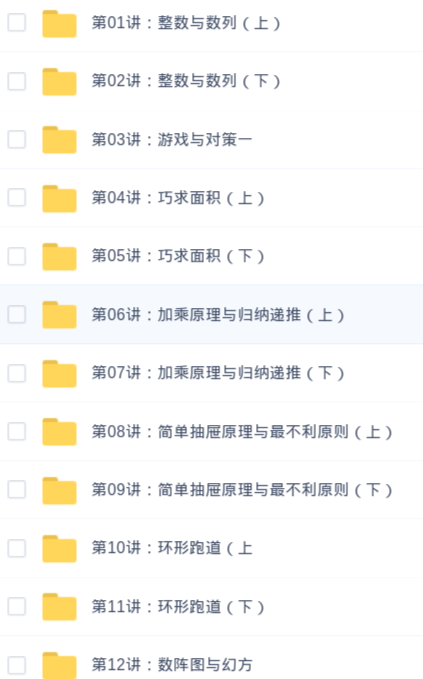 第01讲：整数与数列（上）
第02讲：整数与数列（下）
第03讲：游戏与对策一
第04讲：巧求面积（上）
第05讲：巧求面积（下）
第06讲：加乘原理与归纳递推（上）
第07讲：加乘原理与归纳递推（下）
第08讲：简单抽屉原理与最不利原则（上）
第09讲：简单抽屉原理与最不利原则（下）
第10讲：环形跑道（上
第11讲：环形跑道（下）
第12讲：数阵图与幻方